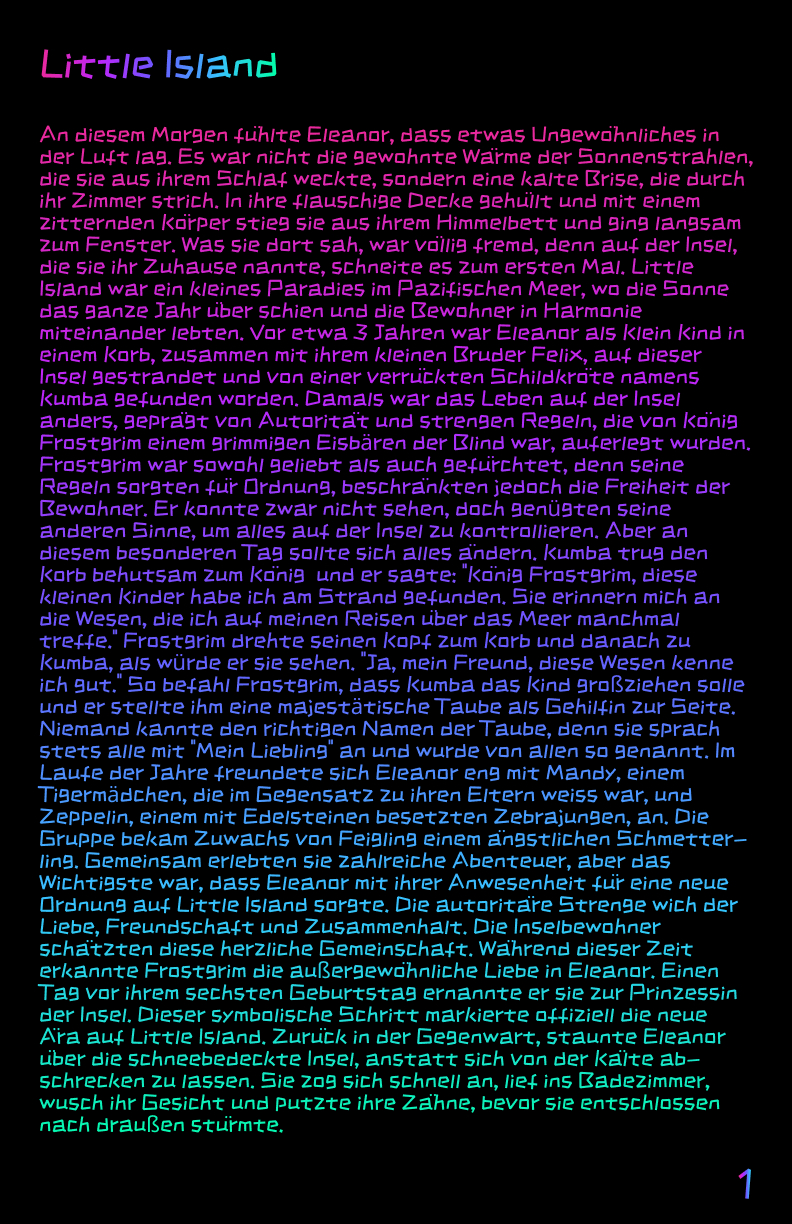 Little Island
An diesem Morgen fühlte Eleanor, dass etwas Ungewöhnliches in
der Luft lag. Es war nicht die gewohnte Wärme der Sonnenstrahlen,
die sie aus ihrem Schlaf weckte, sondern eine kalte Brise, die durch
ihr Zimmer strich. In ihre flauschige Decke gehüllt und mit einem
zitternden Körper stieg sie aus ihrem Himmelbett und ging langsam
zum Fenster. Was sie dort sah, war völlig fremd, denn auf der Insel,
die sie ihr Zuhause nannte, schneite es zum ersten Mal. Little
Island war ein kleines Paradies im Pazifischen Meer, wo die Sonne
das ganze Jahr über schien und die Bewohner in Harmonie
miteinander lebten. Vor etwa 3 Jahren war Eleanor als Klein Kind in
einem Korb, zusammen mit ihrem kleinen Bruder Felix, auf dieser
Insel gestrandet und von einer verrückten Schildkröte namens
Kumba gefunden worden. Damals war das Leben auf der Insel
anders, geprägt von Autorität und strengen Regeln, die von König
Frostgrim einem grimmigen Eisbären der Blind war, auferlegt wurden.
Frostgrim war sowohl geliebt als auch gefürchtet, denn seine
Regeln sorgten für Ordnung, beschränkten jedoch die Freiheit der
Bewohner. Er konnte zwar nicht sehen, doch genügten seine
anderen Sinne, um alles auf der Insel zu kontrollieren. Aber an
diesem besonderen Tag sollte sich alles ändern. Kumba trug den
Korb behutsam zum König und er sagte: "König Frostgrim, diese
kleinen Kinder habe ich am Strand gefunden. Sie erinnern mich an
die Wesen, die ich auf meinen Reisen über das Meer manchmal
treffe." Frostgrim drehte seinen Kopf zum Korb und danach zu
Kumba, als würde er sie sehen. "Ja, mein Freund, diese Wesen kenne
ich gut." So befahl Frostgrim, dass Kumba das Kind großziehen solle
und er stellte ihm eine majestätische Taube als Gehilfin zur Seite.
Niemand kannte den richtigen Namen der Taube, denn sie sprach
stets alle mit "Mein Liebling" an und wurde von allen so genannt. Im
Laufe der Jahre freundete sich Eleanor eng mit Mandy, einem
Tigermädchen, die im Gegensatz zu ihren Eltern weiss war, und
Zeppelin, einem mit Edelsteinen besetzten Zebrajungen, an. Die
Gruppe bekam Zuwachs von Feigling einem ängstlichen Schmetter-
ling. Gemeinsam erlebten sie zahlreiche Abenteuer, aber das
Wichtigste war, dass Eleanor mit ihrer Anwesenheit für eine neue
Ordnung auf Little Island sorgte. Die autoritäre Strenge wich der
Liebe, Freundschaft und Zusammenhalt. Die Inselbewohner
schätzten diese herzliche Gemeinschaft. Während dieser Zeit
erkannte Frostgrim die außergewöhnliche Liebe in Eleanor. Einen
Tag vor ihrem sechsten Geburtstag ernannte er sie zur Prinzessin
der Insel. Dieser symbolische Schritt markierte offiziell die neue
Ära auf Little Island. Zurück in der Gegenwart, staunte Eleanor
über die schneebedeckte Insel, anstatt sich von der Kälte ab-
schrecken zu lassen. Sie zog sich schnell an, lief ins Badezimmer,
wusch ihr Gesicht und putzte ihre Zähne, bevor sie entschlossen
nach draußen stürmte.
1